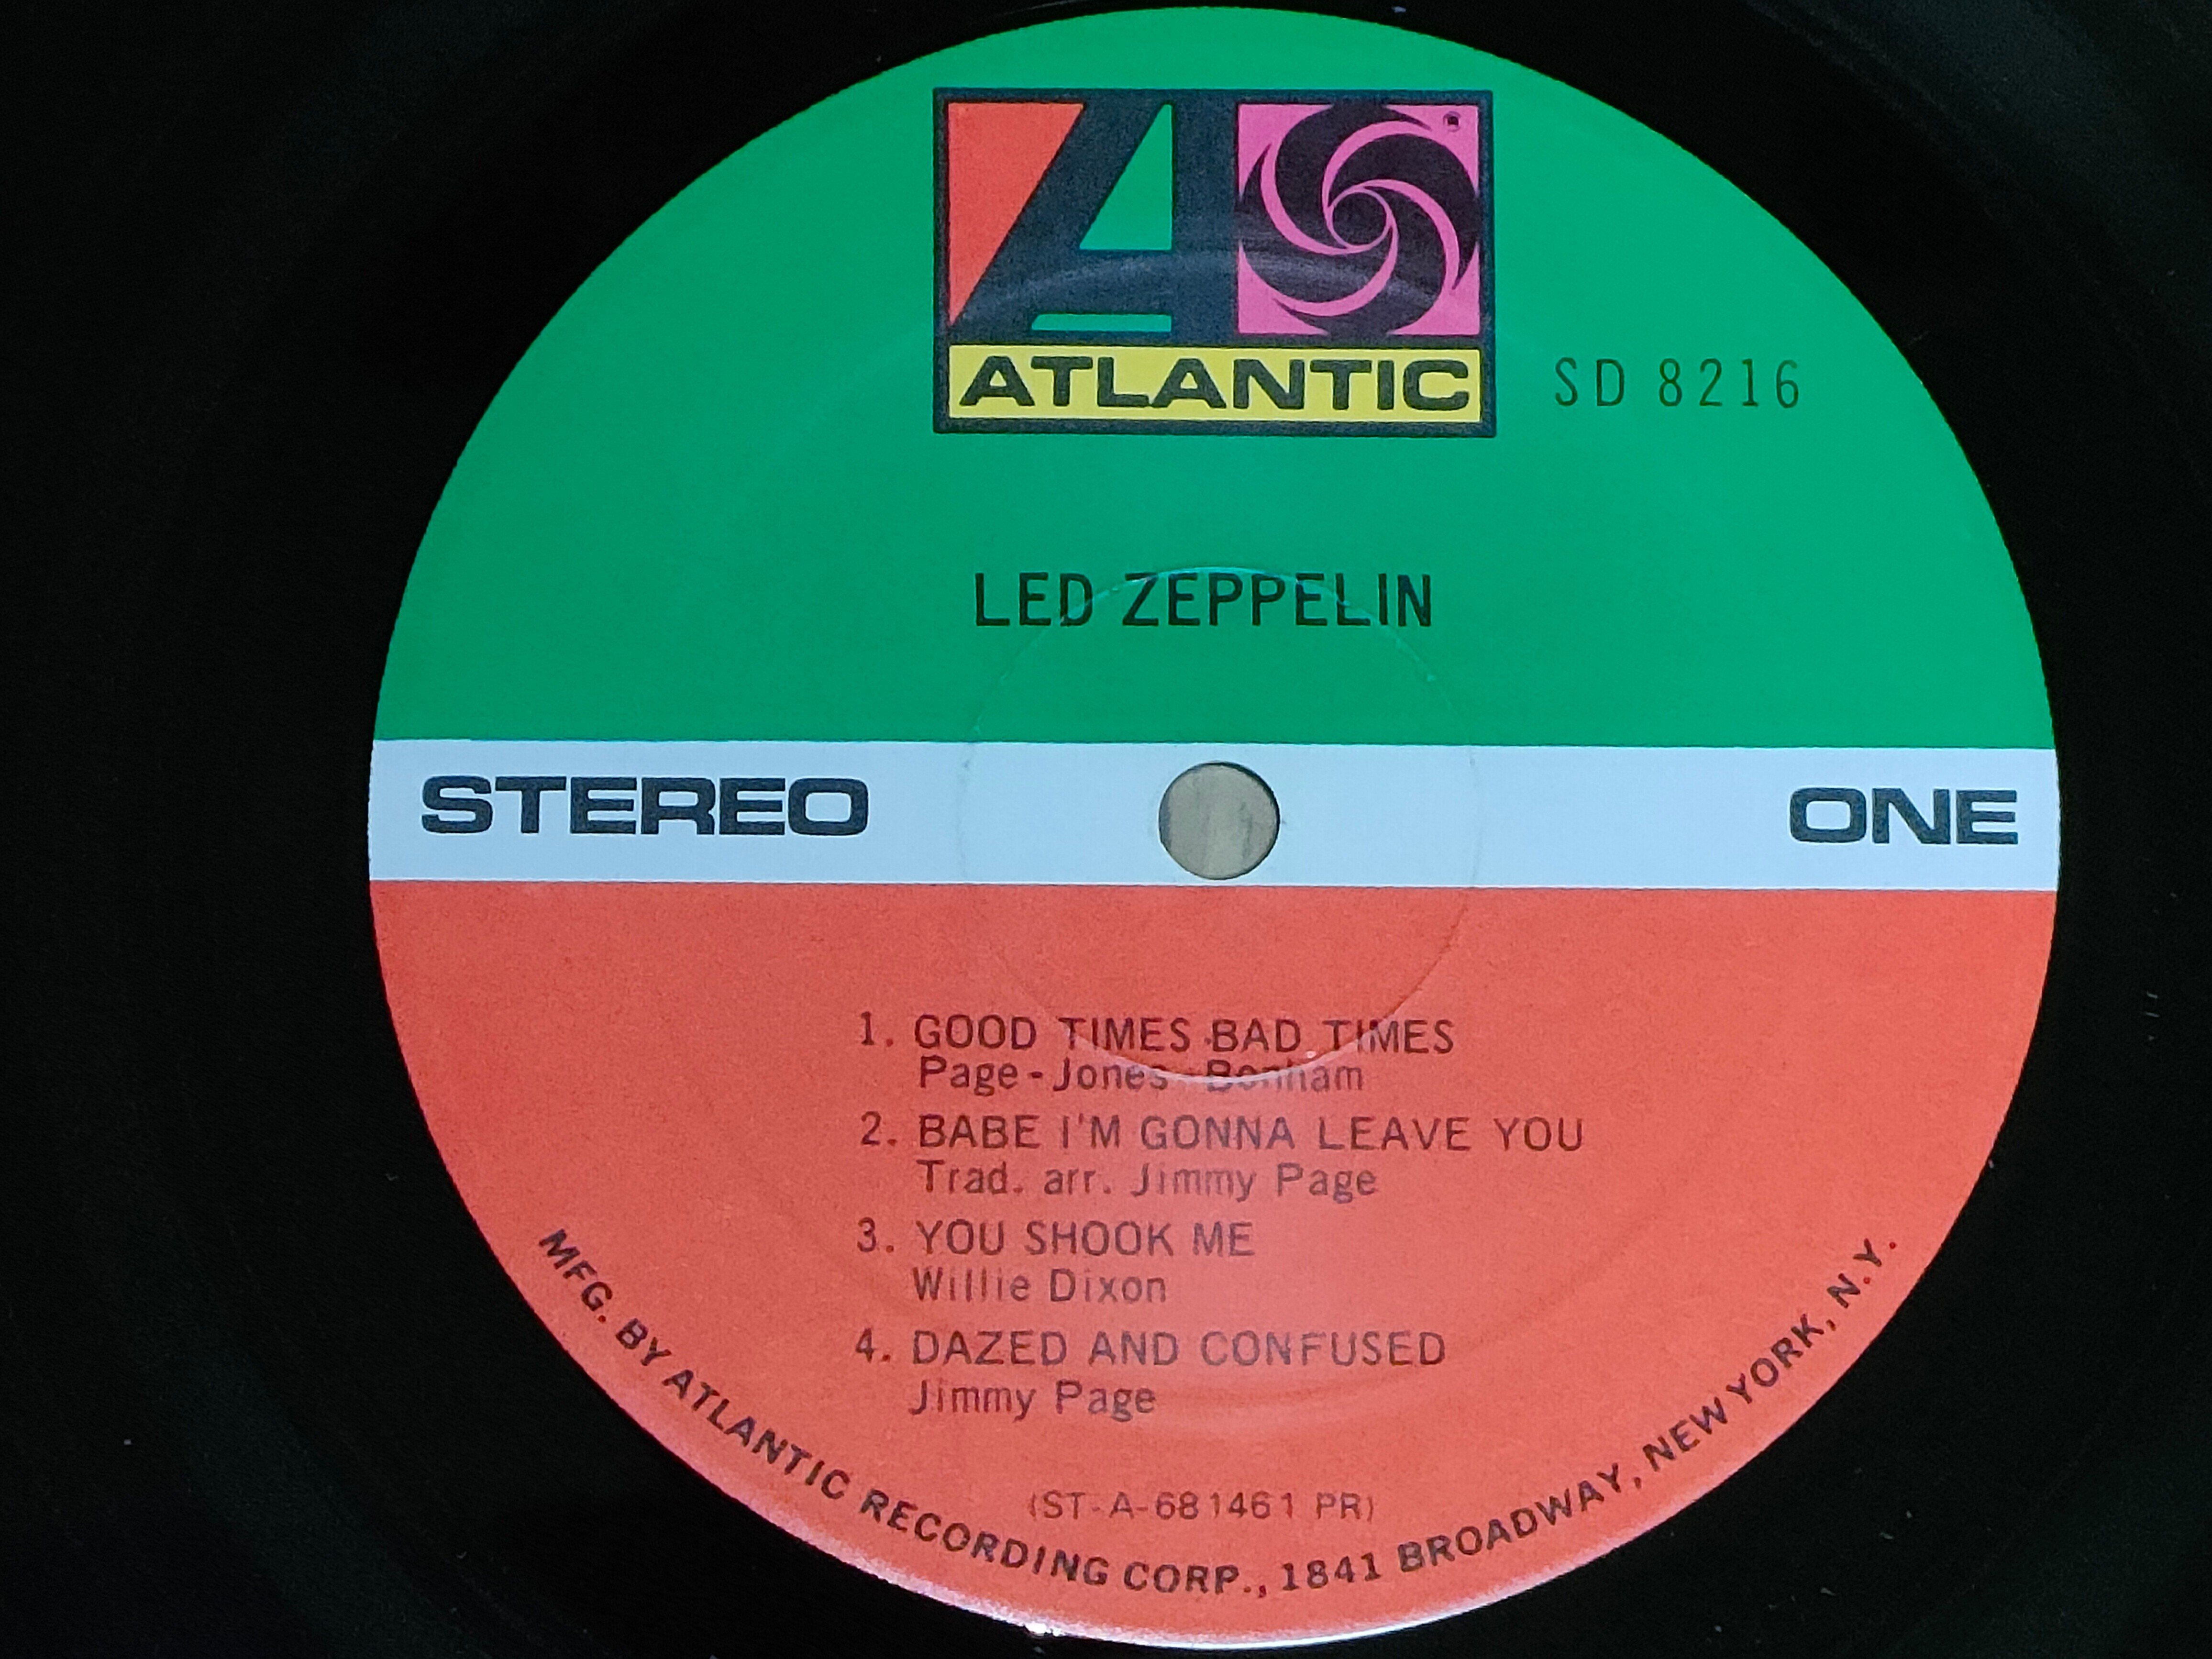 ATLANTIC
SD 8216
LED ZEPPELIN
STEREO
ONE
1. GOOD TIMES BAD TIMES
Page - Jones - Bonham
2. BABE I'M GONNA LEAVE YOU
Trad. arr. Jimmy Page
3. YOU SHOOK ME
Willie Dixon
4. DAZED AND CONFUSED
Jimmy Page
(ST-A-681461 PR)
MFG. BY ATLANTIC RECORDING CORP., 1841 BROADWAY, NEW YORK, N.Y.